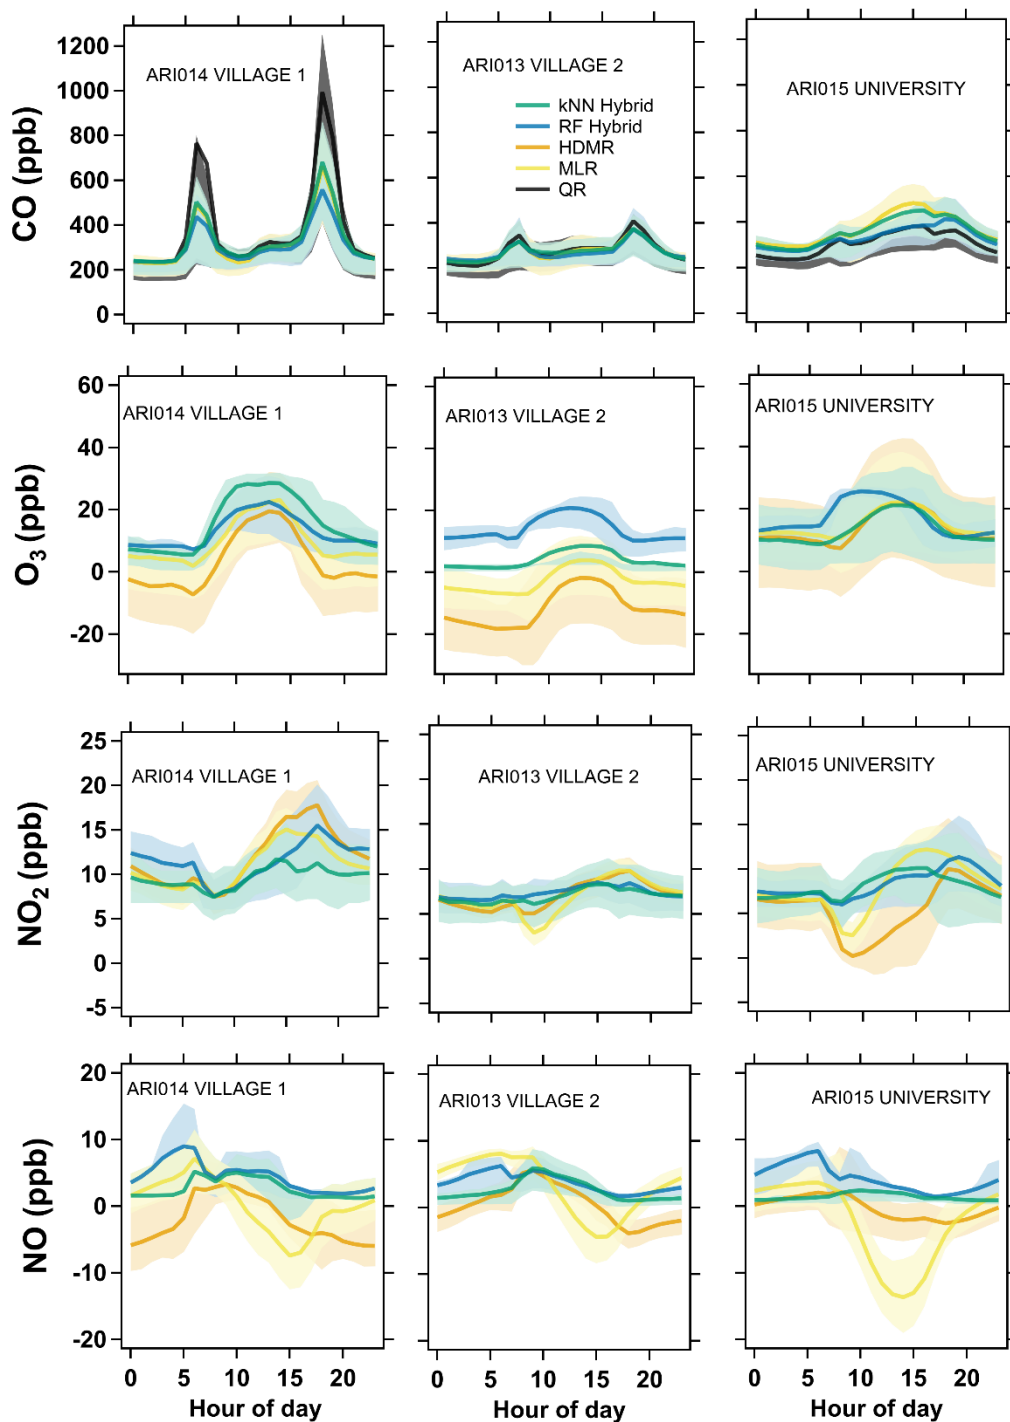 CO (ppb)
1200
1000
800
600
400
200
0
ARI014 VILLAGE 1
ARI013 VILLAGE 2
kNN Hybrid
RF Hybrid
HDMR
MLR
QR
ARI015 UNIVERSITY
O3 (ppb)
60
40
20
0
-20
ARI014 VILLAGE 1
ARI013 VILLAGE 2
ARI015 UNIVERSITY
NO2 (ppb)
25
20
15
10
5
0
-5
ARI014 VILLAGE 1
ARI013 VILLAGE 2
ARI015 UNIVERSITY
NO (ppb)
20
10
0
-10
-20
ARI014 VILLAGE 1
ARI013 VILLAGE 2
ARI015 UNIVERSITY
0 5 10 15 20
0 5 10 15 20
0 5 10 15 20
Hour of day
Hour of day
Hour of day